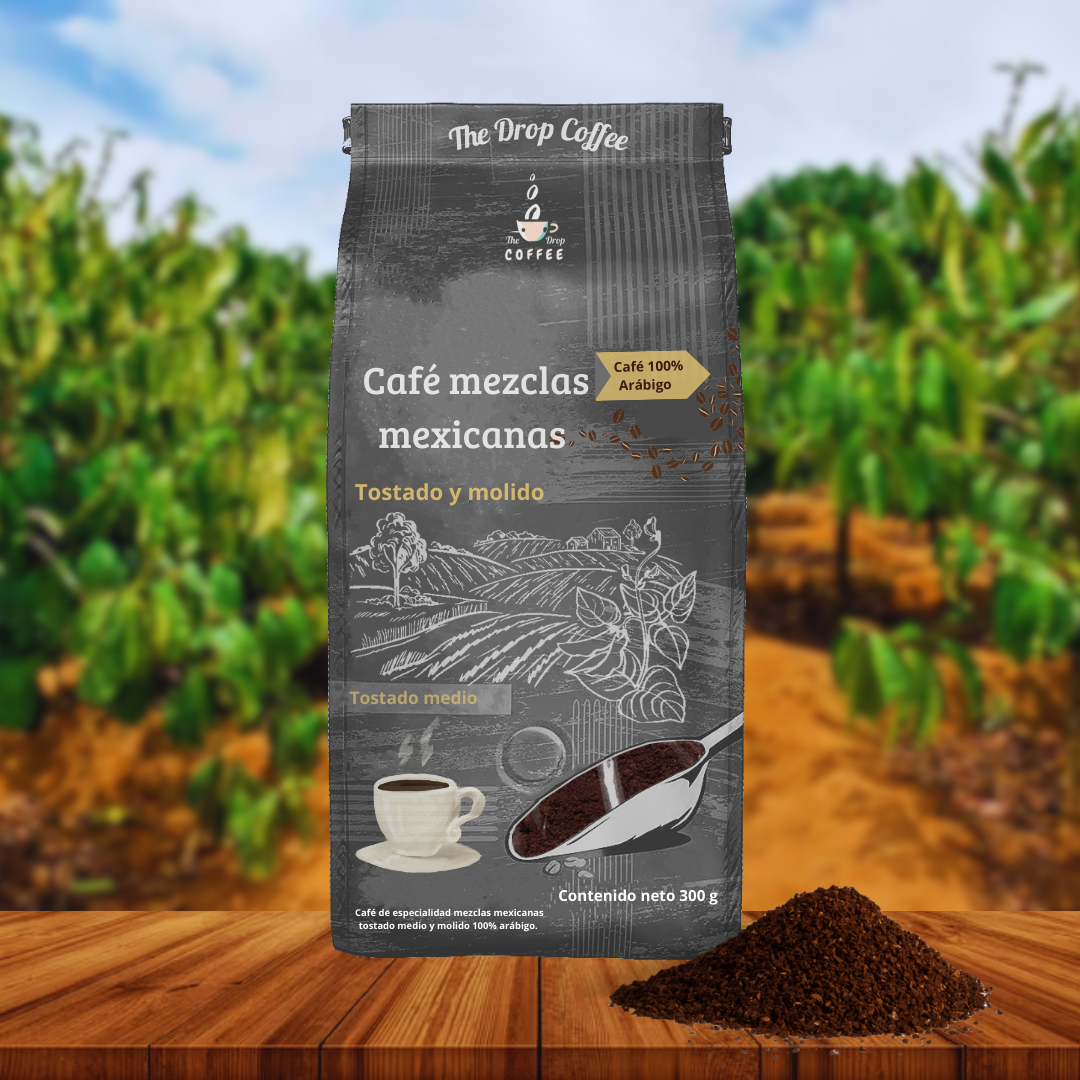 The Drop Coffee
The Drop
COFFEE
Café mezclas
mexicanas
Café 100%
Arábigo
Tostado y molido
Tostado medio
Contenido neto 300 g
Café de especialidad mezclas mexicanas
tostado medio y molido 100% arábigo.